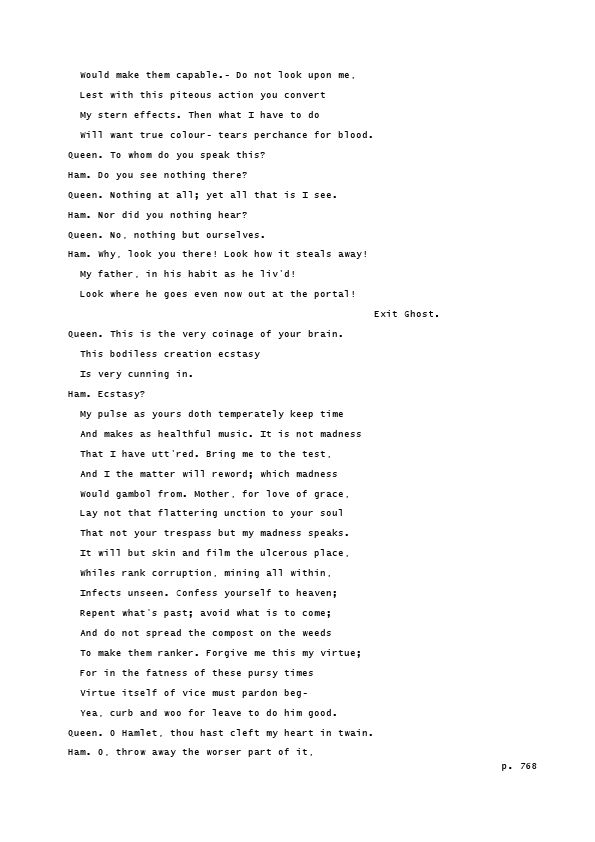 Would make them capable.- Do not look upon me,
Lest with this piteous action you convert
My stern effects. Then what I have to do
Will want true colour- tears perchance for blood.
Queen. To whom do you speak this?
Ham. Do you see nothing there?
Queen. Nothing at all; yet all that is I see.
Ham. Nor did you nothing hear?
Queen. No, nothing but ourselves.
Ham. Why, look you there! Look how it steals away!
My father, in his habit as he liv'd!
Look where he goes even now out at the portal!
Exit Ghost.
Queen. This is the very coinage of your brain.
This bodiless creation ecstasy
Is very cunning in.
Ham. Ecstasy?
My pulse as yours doth temperately keep time
And makes as healthful music. It is not madness
That I have utt'red. Bring me to the test,
And I the matter will reword; which madness
Would gambol from. Mother, for love of grace,
Lay not that flattering unction to your soul
That not your trespass but my madness speaks.
It will but skin and film the ulcerous place,
Whiles rank corruption, mining all within,
Infects unseen. Confess yourself to heaven;
Repent what's past; avoid what is to come;
And do not spread the compost on the weeds
To make them ranker. Forgive me this my virtue;
For in the fatness of these pursy times
Virtue itself of vice must pardon beg-
Yea, curb and woo for leave to do him good.
Queen. O Hamlet, thou hast cleft my heart in twain.
Ham. O, throw away the worser part of it,
p. 768